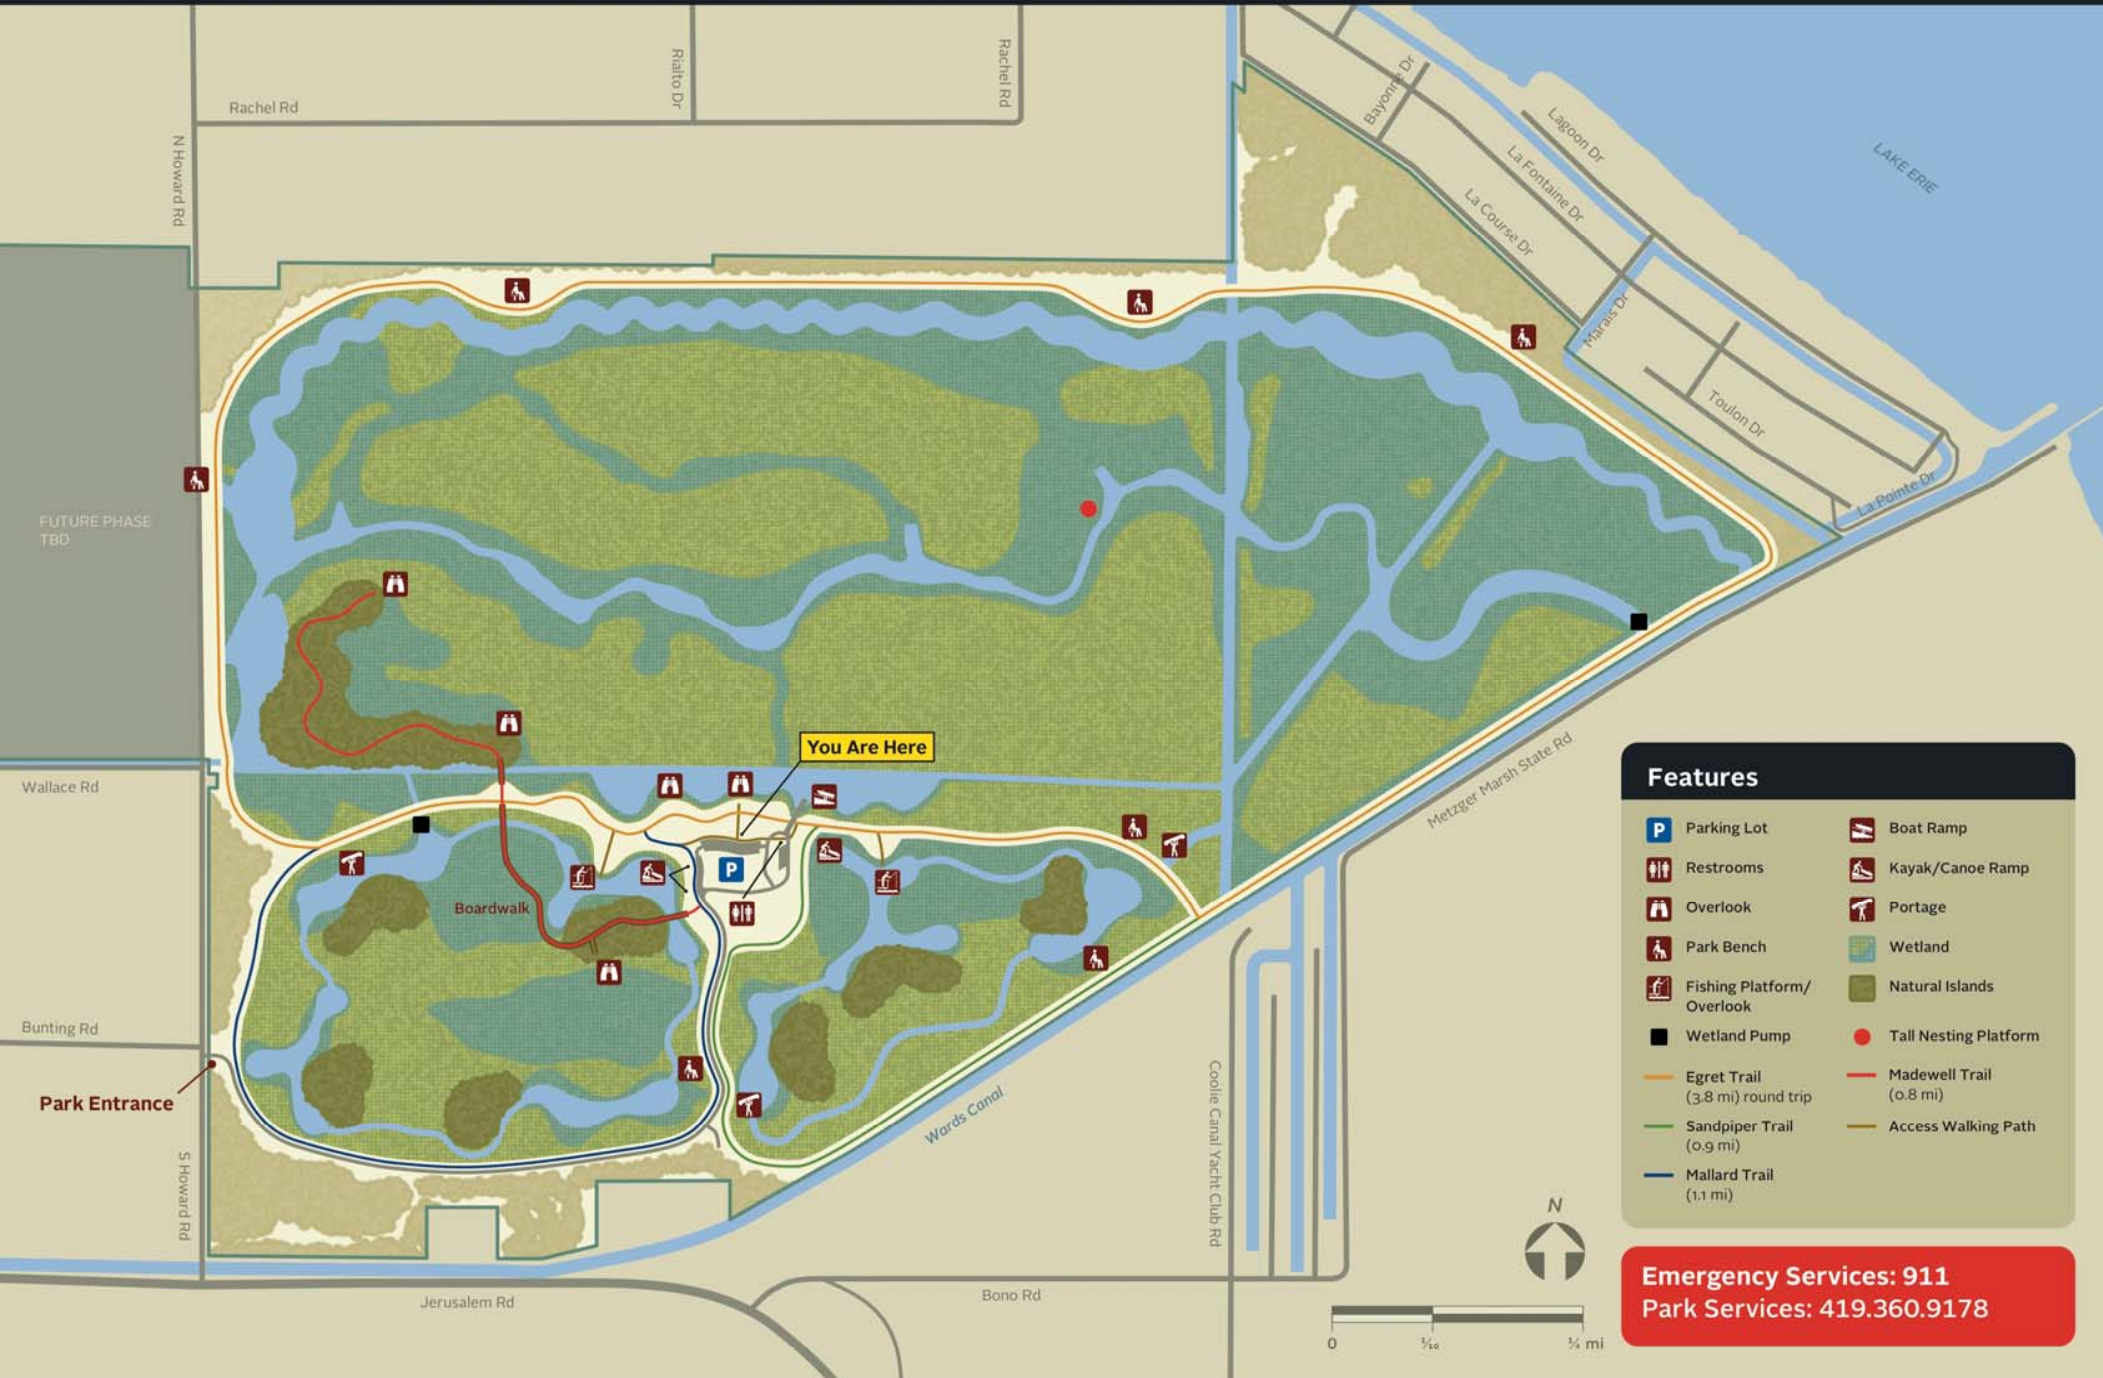 Rachel Rd
Rialto Dr
Rachel Rd
N Howard Rd
Bayonne Dr
Lagoon Dr
La Fontaine Dr
La Course Dr
LAKE ERIE
Marais Dr
Toulon Dr
La Pointe Dr
FUTURE PHASE
TBD
You Are Here
Wallace Rd
Metzger Marsh State Rd
P
Boardwalk
Bunting Rd
Park Entrance
Wards Canal
Coolie Canal Yacht Club Rd
S Howard Rd
Jerusalem Rd
Bono Rd
N
0
¼ mi
Features
P
Parking Lot
Restrooms
Overlook
Park Bench
Fishing Platform/
Overlook
Wetland Pump
Egret Trail
(3.8 mi) round trip
Sandpiper Trail
(0.9 mi)
Mallard Trail
(1.1 mi)
Boat Ramp
Kayak/Canoe Ramp
Portage
Wetland
Natural Islands
Tall Nesting Platform
Madewell Trail
(0.8 mi)
Access Walking Path
Emergency Services: 911
Park Services: 419.360.9178